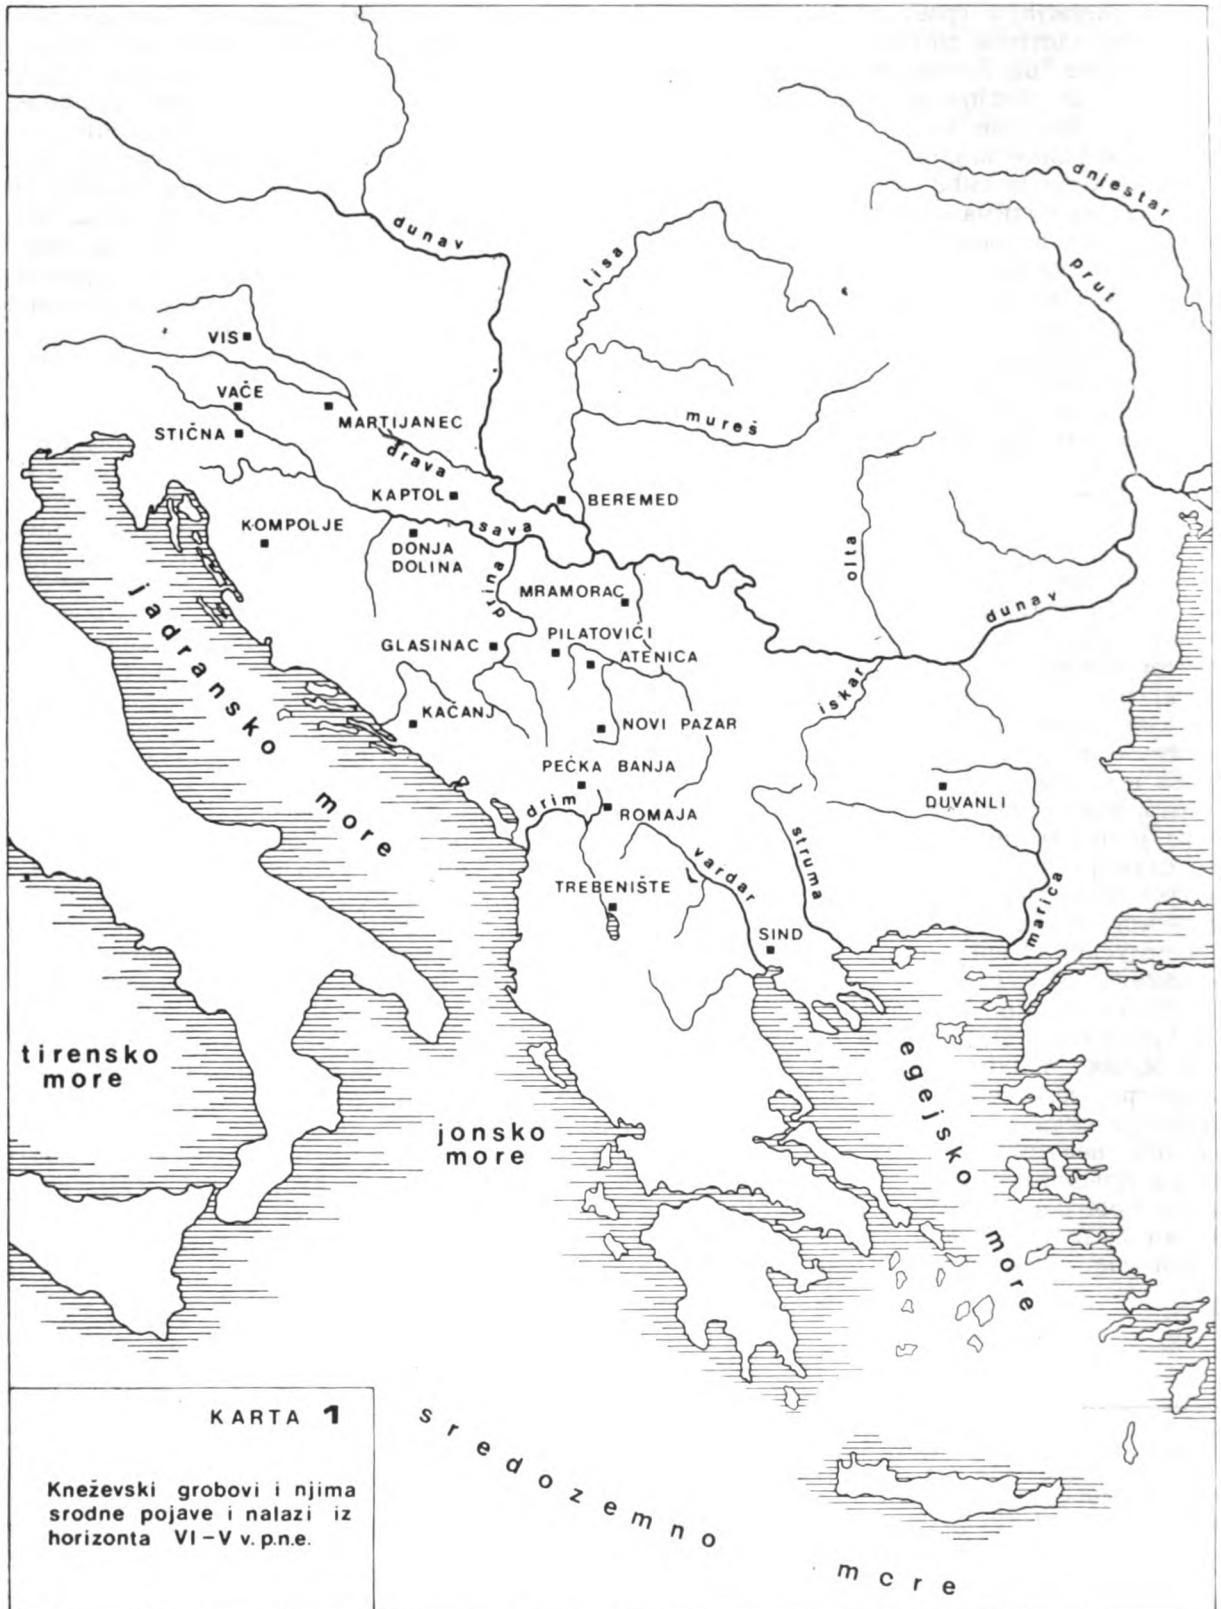 dnjestar
dunav
tisa
prut
VIS
VAČE
MARTIJANEC
STIČNA
mureš
drava
KAPTOL
BEREMED
KOMPOLJE
sava
DONJA
DOLINA
drina
olta
MRAMORAC
dunav
PILATOVIĆI
GLASINAC
ATENICA
jadransko more
iskar
KAČANJ
NOVI PAZAR
PEĆKA BANJA
drim
ROMAJA
DUVANLI
struma
vardar
TREBENIŠTE
marica
SIND
tirensko
more
egejsko more
jonsko
more
KARTA 1
Kneževski grobovi i njima
srodne pojave i nalazi iz
horizonta VI-V v. p.n.e.
sredozemno mcre